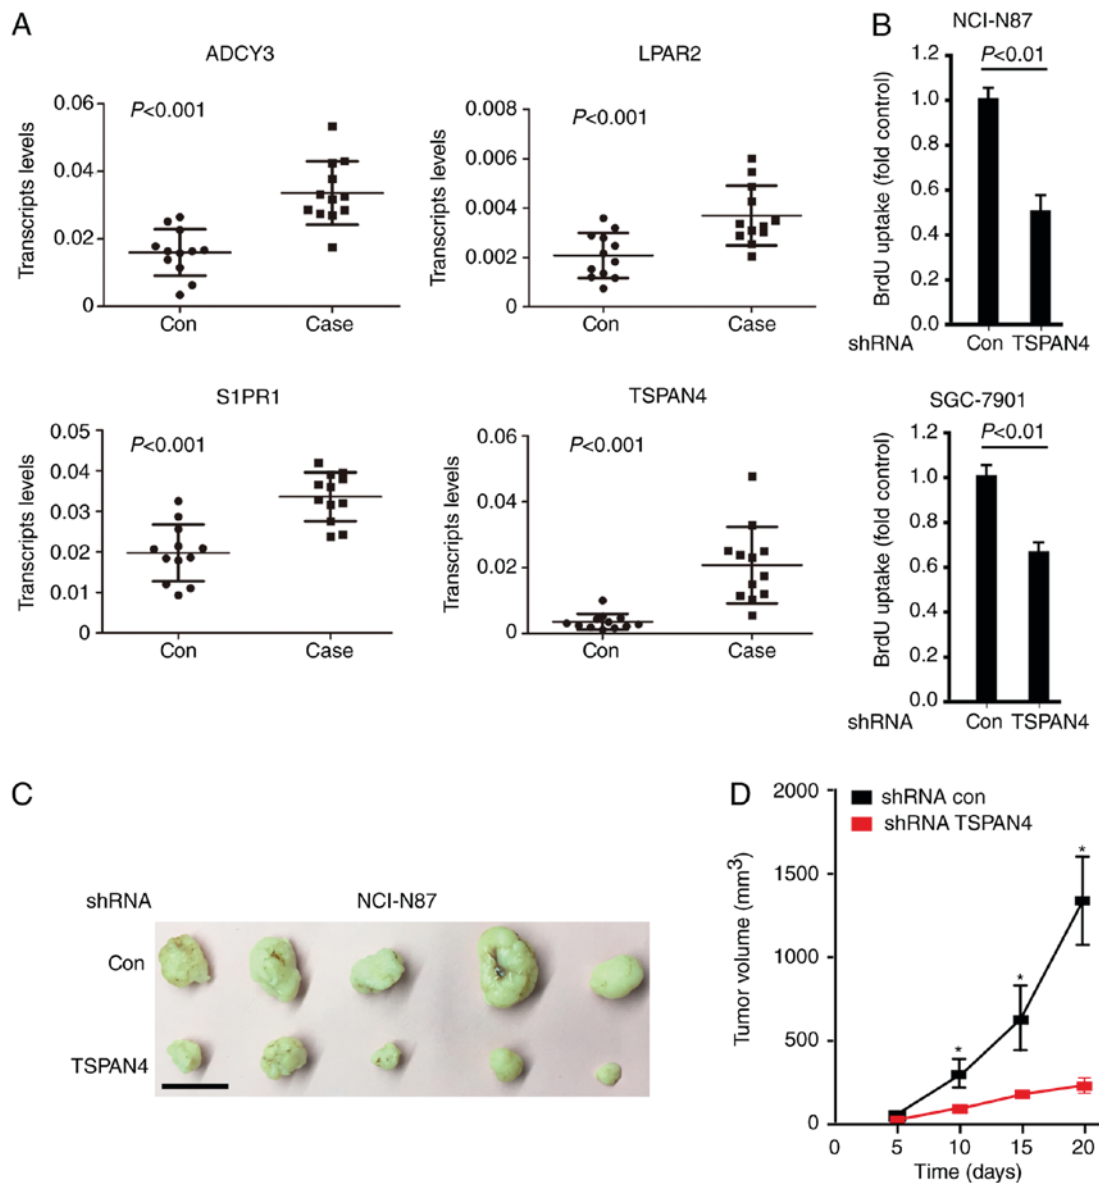 A
ADCY3
P<0.001
Transcripts levels
0.06
0.04
0.02
0
Con Case
LPAR2
P<0.001
Transcripts levels
0.008
0.006
0.004
0.002
0
Con Case
S1PR1
P<0.001
Transcripts levels
0.05
0.04
0.03
0.02
0.01
0
Con Case
TSPAN4
P<0.001
Transcripts levels
0.06
0.04
0.02
0
Con Case
B
NCI-N87
P<0.01
BrdU uptake (fold control)
1.2
1.0
0.8
0.6
0.4
0.2
0.0
shRNA Con TSPAN4
SGC-7901
P<0.01
BrdU uptake (fold control)
1.2
1.0
0.8
0.6
0.4
0.2
0.0
shRNA Con TSPAN4
C
shRNA NCI-N87
Con
TSPAN4
D
shRNA con
shRNA TSPAN4
Tumor volume (mm³)
2000
1500
1000
500
0
* * *
0 5 10 15 20
Time (days)